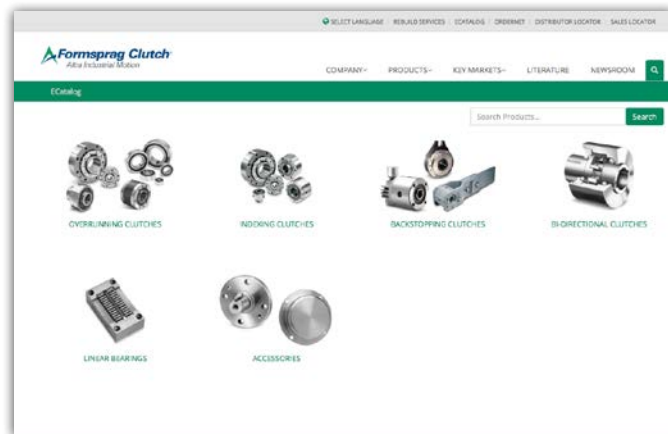 SELECT LANGUAGE | REBUILD SERVICES | ECATALOG | ORDERNET | DISTRIBUTOR LOCATOR | SALES LOCATOR
Formsprag Clutch
Altra Industrial Motion
COMPANY PRODUCTS KEY MARKETS LITERATURE NEWSROOM
ECatalog
Search Products... Search
OVERRUNNING CLUTCHES INDEXING CLUTCHES BACKSTOPPING CLUTCHES BI-DIRECTIONAL CLUTCHES
LINEAR BEARINGS ACCESSORIES